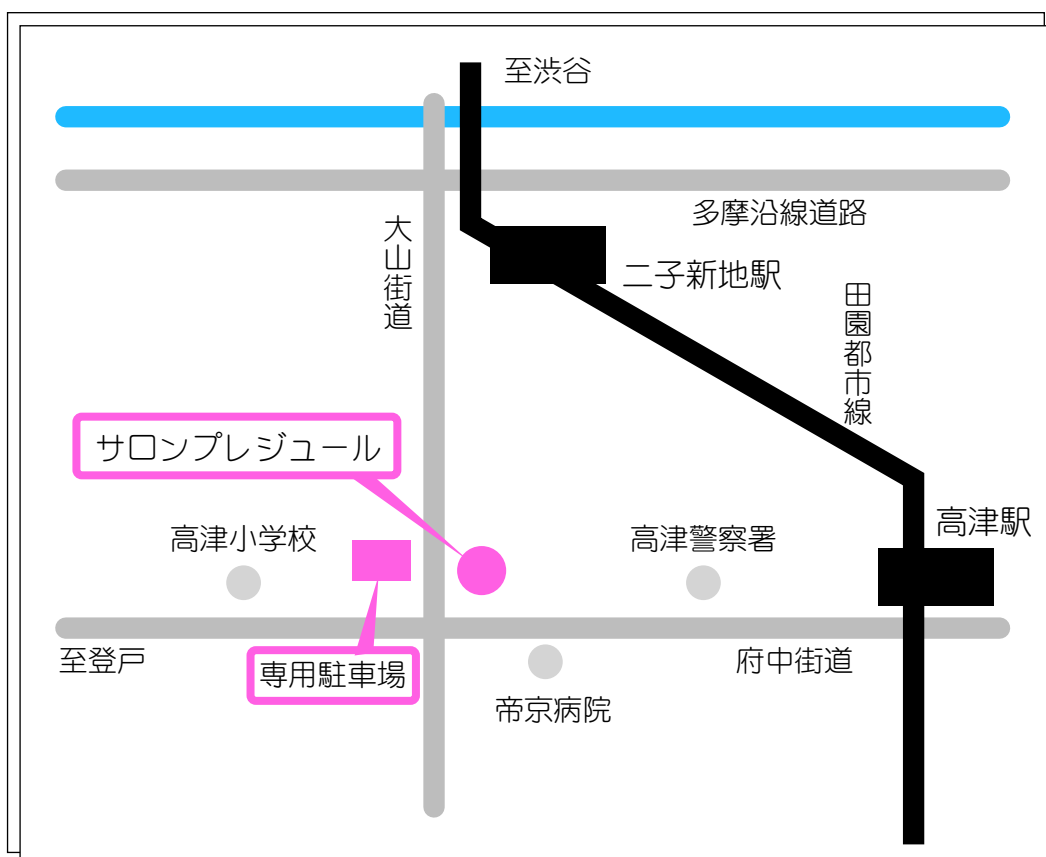 至渋谷
多摩沿線道路
大山街道
二子新地駅
田園都市線
サロンプレジュール
高津駅
高津小学校
高津警察署
至登戸
専用駐車場
府中街道
帝京病院